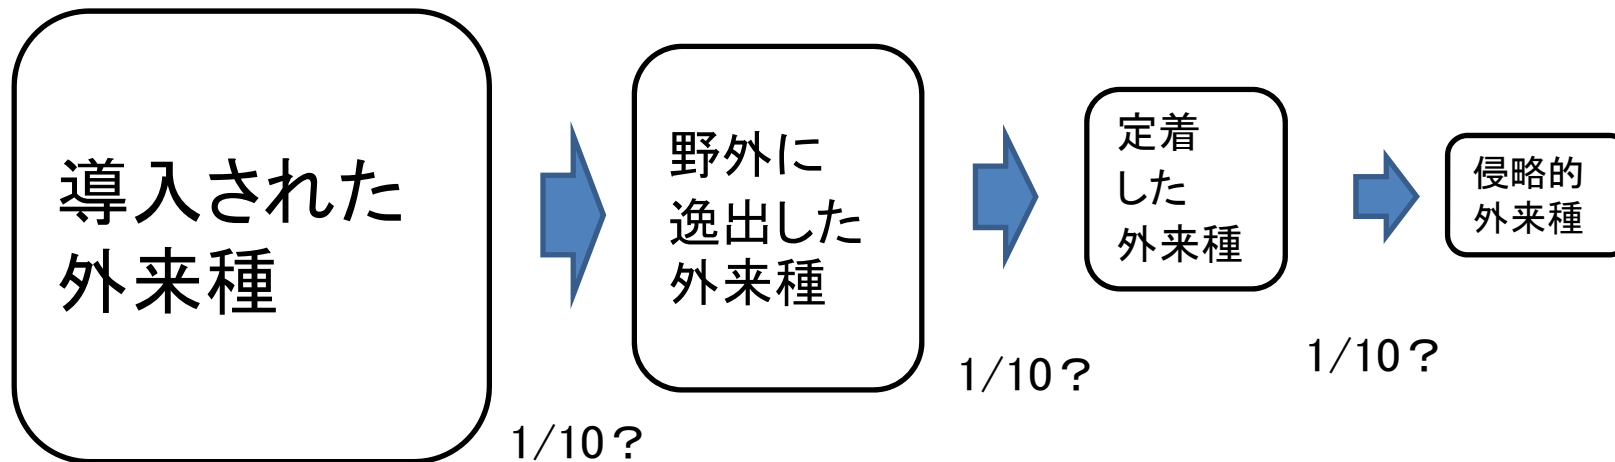 導入された
外来種
1/10？
野外に
逸出した
外来種
1/10？
定着
した
外来種
1/10？
侵略的
外来種